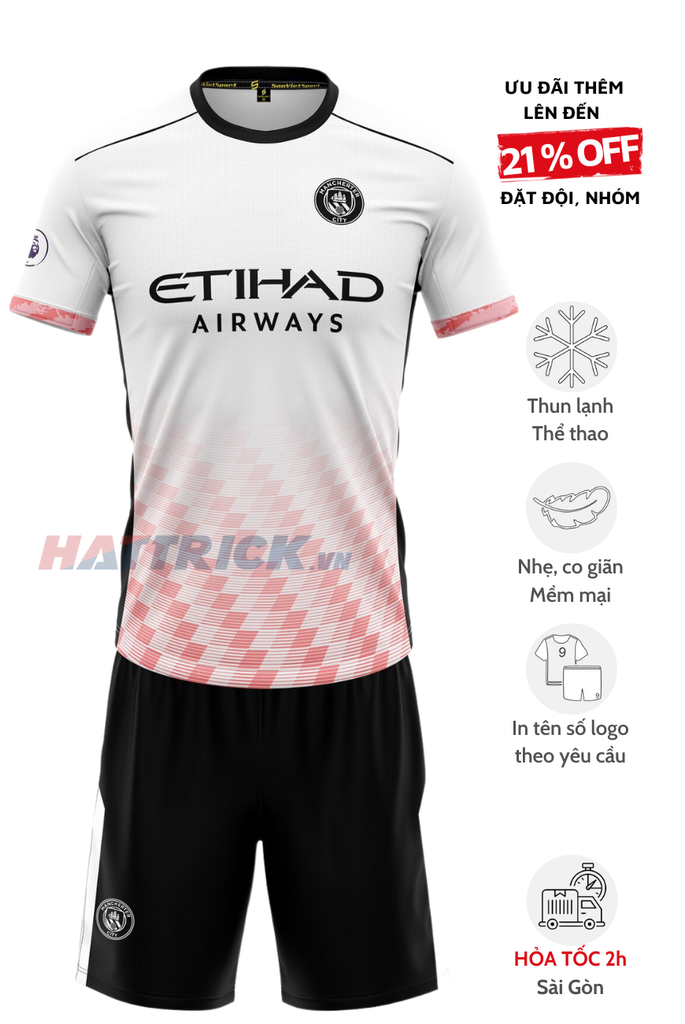 ƯU ĐÃI THÊM
LÊN ĐẾN
21% OFF
ĐẶT ĐỘI, NHÓM
SaoVietSport
MANCHESTER
CITY
ETIHAD
AIRWAYS
Thun lạnh
Thể thao
HATTRICK.VN
Nhẹ, co giãn
Mềm mại
9
9
In tên số logo
theo yêu cầu
MANCHESTER
CITY
HỎA TỐC 2h
Sài Gòn